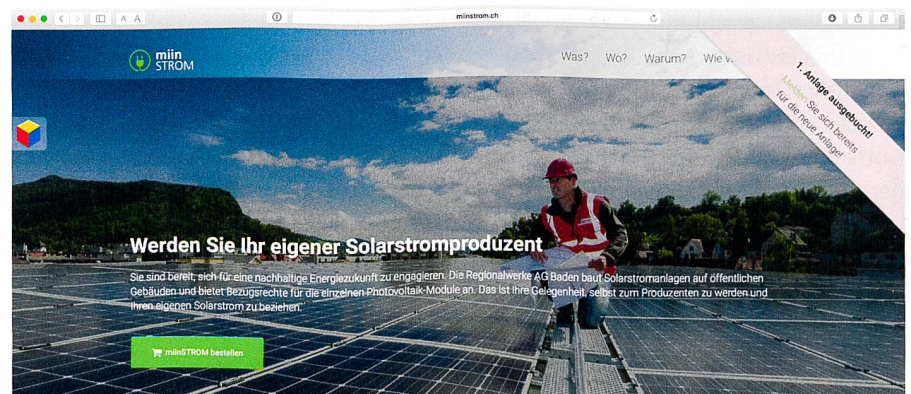 A A
miinstrom.ch
miin
STROM
Was? Wo? Warum? Wie
1. Anlage ausgebucht!
Melden Sie sich bereits
für die neue Anlage!
Werden Sie Ihr eigener Solarstromproduzent
Sie sind bereit, sich für eine nachhaltige Energiezukunft zu engagieren. Die Regionalwerke AG Baden baut Solarstromanlagen auf öffentlichen
Gebäuden und bietet Bezugsrechte für die einzelnen Photovoltaik-Module an. Das ist Ihre Gelegenheit, selbst zum Produzenten zu werden und
Ihren eigenen Solarstrom zu beziehen.
miinSTROM bestellen